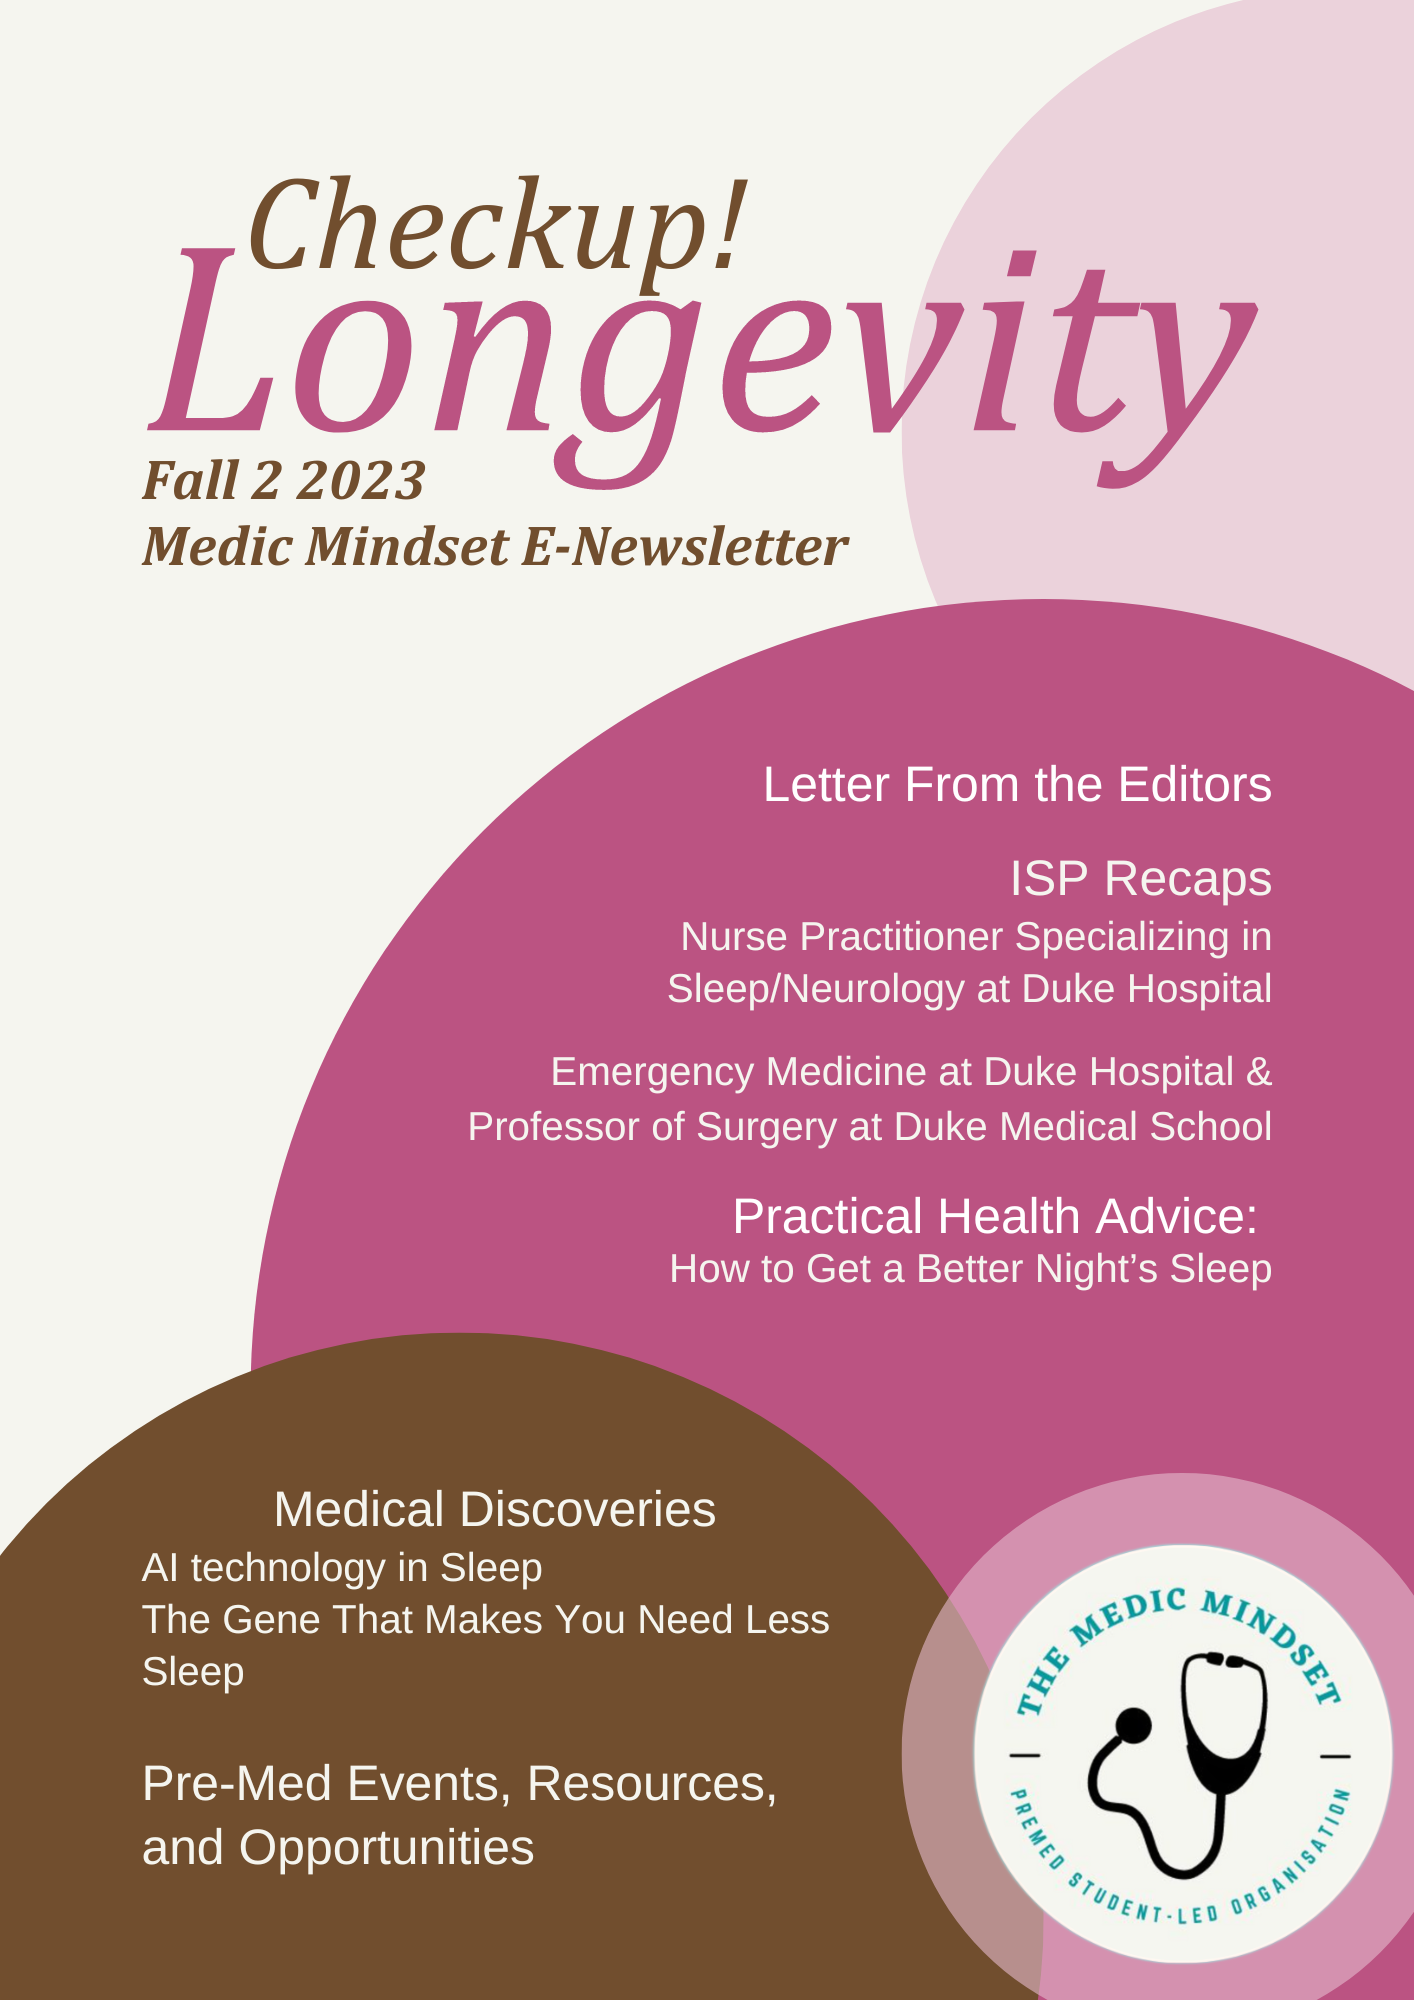 Checkup!
Longevity
Fall 2 2023
Medic Mindset E-Newsletter
Letter From the Editors
ISP Recaps
Nurse Practitioner Specializing in
Sleep/Neurology at Duke Hospital
Emergency Medicine at Duke Hospital &
Professor of Surgery at Duke Medical School
Practical Health Advice:
How to Get a Better Night’s Sleep
Medical Discoveries
AI technology in Sleep
The Gene That Makes You Need Less
Sleep
Pre-Med Events, Resources,
and Opportunities
THE MEDIC MINDSET
PREMED STUDENT-LED ORGANISATION